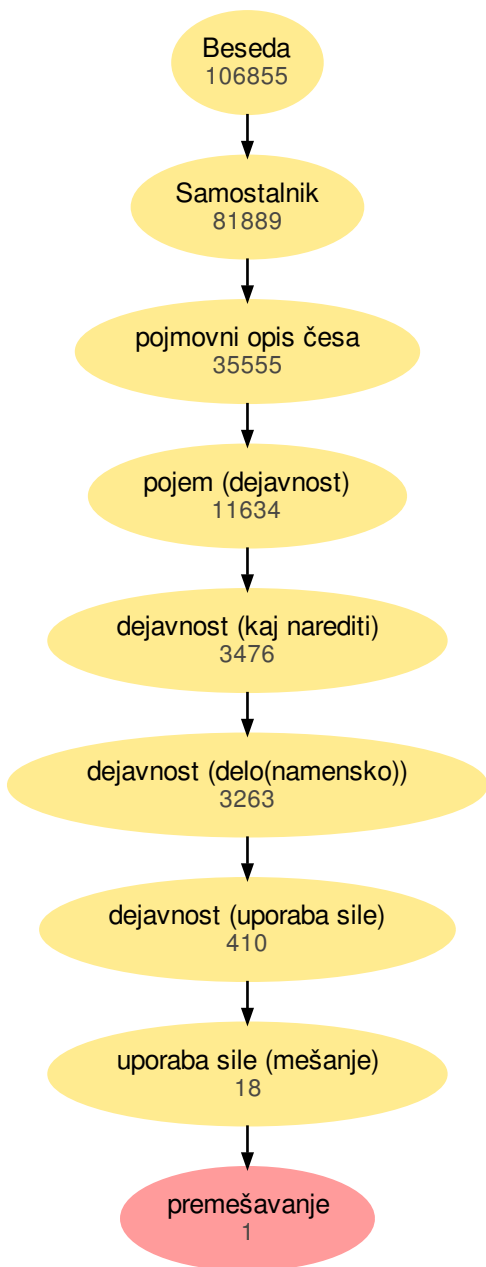 Beseda
106855
Samostalnik
81889
pojmovni opis česa
35555
pojem (dejavnost)
11634
dejavnost (kaj narediti)
3476
dejavnost (delo(namensko))
3263
dejavnost (uporaba sile)
410
uporaba sile (mešanje)
18
premešavanje
1